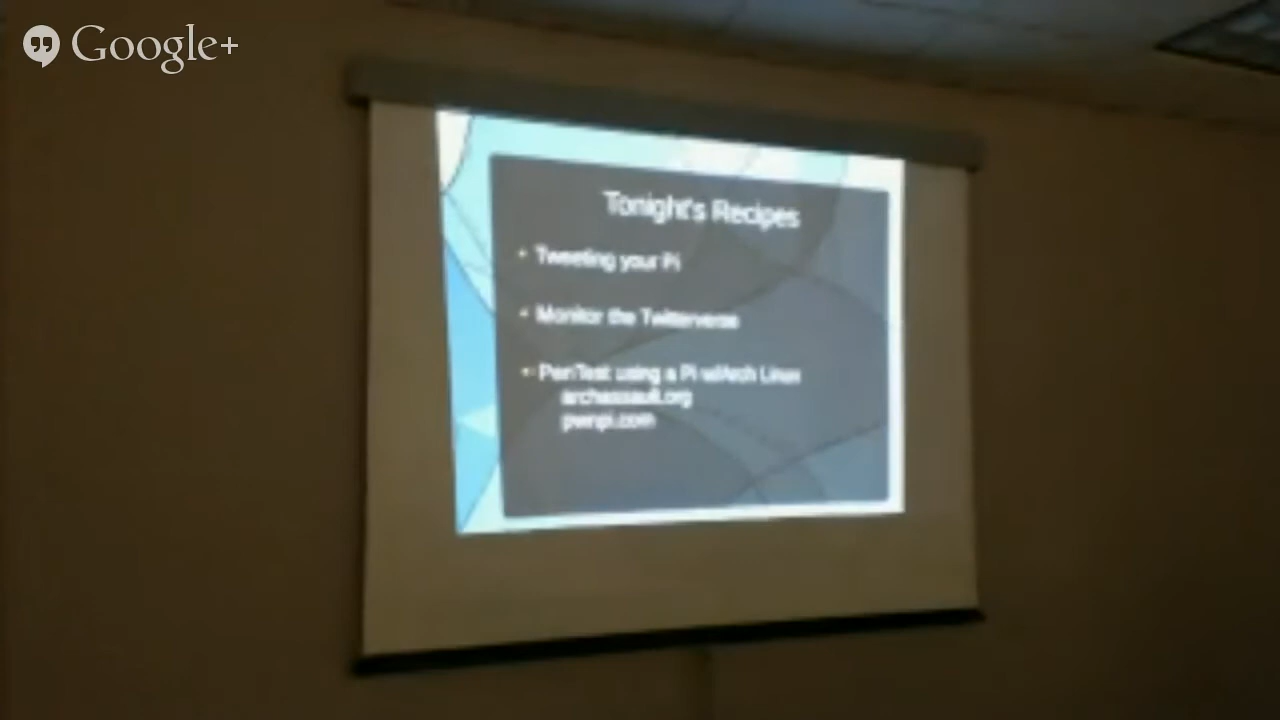 Google+
Tonight's Recipes
• Tweeting your Pi
• Monitor the Twitterverse
• PenTest using a Pi w/Arch Linux
archassault.org
pwnpi.com